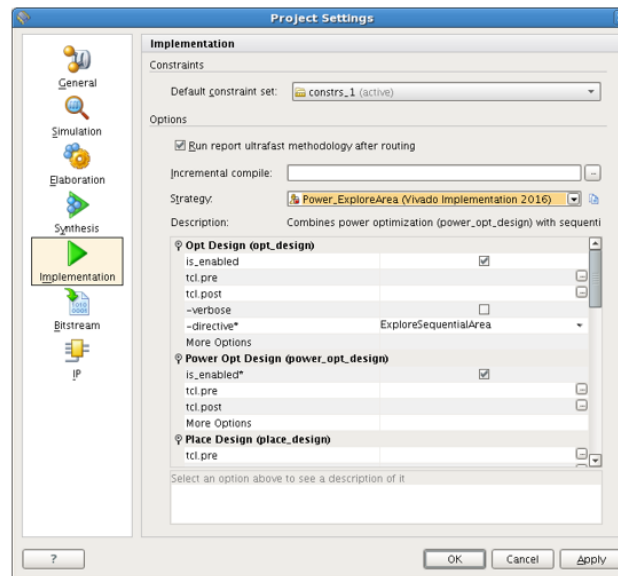 Project Settings
General
Simulation
Elaboration
Synthesis
Implementation
Bitstream
IP
Implementation
Constraints
Default constraint set: constrs_1 (active)
Options
Run report ultrafast methodology after routing
Incremental compile:
Strategy: Power_ExploreArea (Vivado Implementation 2016)
Description: Combines power optimization (power_opt_design) with sequenti
Opt Design (opt_design)
is_enabled
tcl.pre
tcl.post
-verbose
-directive* ExploreSequentialArea
More Options
Power Opt Design (power_opt_design)
is_enabled*
tcl.pre
tcl.post
More Options
Place Design (place_design)
tcl.pre
Select an option above to see a description of it
? OK Cancel Apply